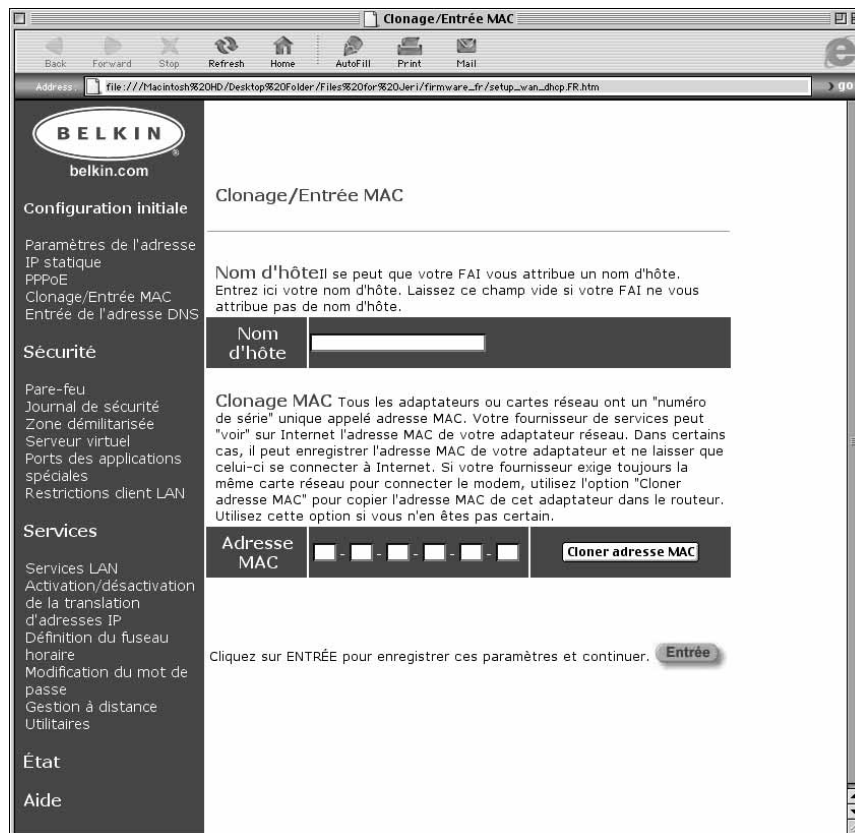 Clonage/Entrée MAC
Back Forward Stop Refresh Home AutoFill Print Mail
Address: file:///Macintosh%20HD/Desktop%20Folder/Files%20for%20Jeri/firmware_fr/setup_wan_dhcp.FR.htm go
BELKIN
®
belkin.com
Configuration initiale
Paramètres de l'adresse
IP statique
PPPoE
Clonage/Entrée MAC
Entrée de l'adresse DNS
Sécurité
Pare-feu
Journal de sécurité
Zone démilitarisée
Serveur virtuel
Ports des applications
spéciales
Restrictions client LAN
Services
Services LAN
Activation/désactivation
de la translation
d'adresses IP
Définition du fuseau
horaire
Modification du mot de
passe
Gestion à distance
Utilitaires
État
Aide
Clonage/Entrée MAC
Nom d'hôteIl se peut que votre FAI vous attribue un nom d'hôte.
Entrez ici votre nom d'hôte. Laissez ce champ vide si votre FAI ne vous
attribue pas de nom d'hôte.
Nom
d'hôte
Clonage MAC Tous les adaptateurs ou cartes réseau ont un "numéro
de série" unique appelé adresse MAC. Votre fournisseur de services peut
"voir" sur Internet l'adresse MAC de votre adaptateur réseau. Dans certains
cas, il peut enregistrer l'adresse MAC de votre adaptateur et ne laisser que
celui-ci se connecter à Internet. Si votre fournisseur exige toujours la
même carte réseau pour connecter le modem, utilisez l'option "Cloner
adresse MAC" pour copier l'adresse MAC de cet adaptateur dans le routeur.
Utilisez cette option si vous n'en êtes pas certain.
Adresse
MAC
- - - - -
Cloner adresse MAC
Cliquez sur ENTRÉE pour enregistrer ces paramètres et continuer. Entrée